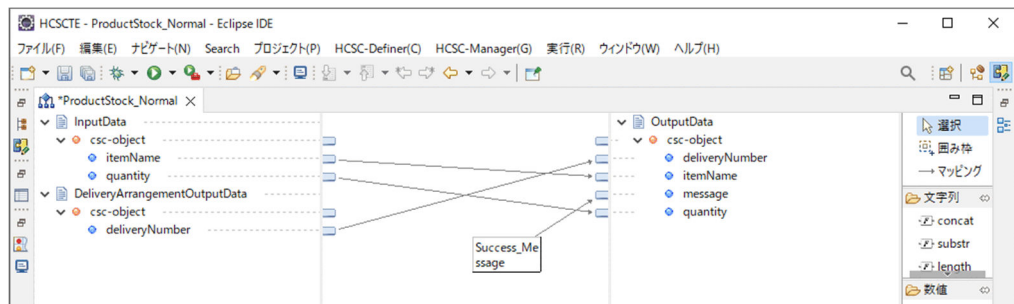 HCSCTE - ProductStock_Normal - Eclipse IDE
ファイル(F) 編集(E) ナビゲート(N) Search プロジェクト(P) HCSC-Definer(C) HCSC-Manager(G) 実行(R) ウィンドウ(W) ヘルプ(H)
*ProductStock_Normal
InputData
csc-object
itemName
quantity
DeliveryArrangementOutputData
csc-object
deliveryNumber
Success_Me
ssage
OutputData
csc-object
deliveryNumber
itemName
message
quantity
選択
囲み枠
マッピング
文字列
concat
substr
length
数値